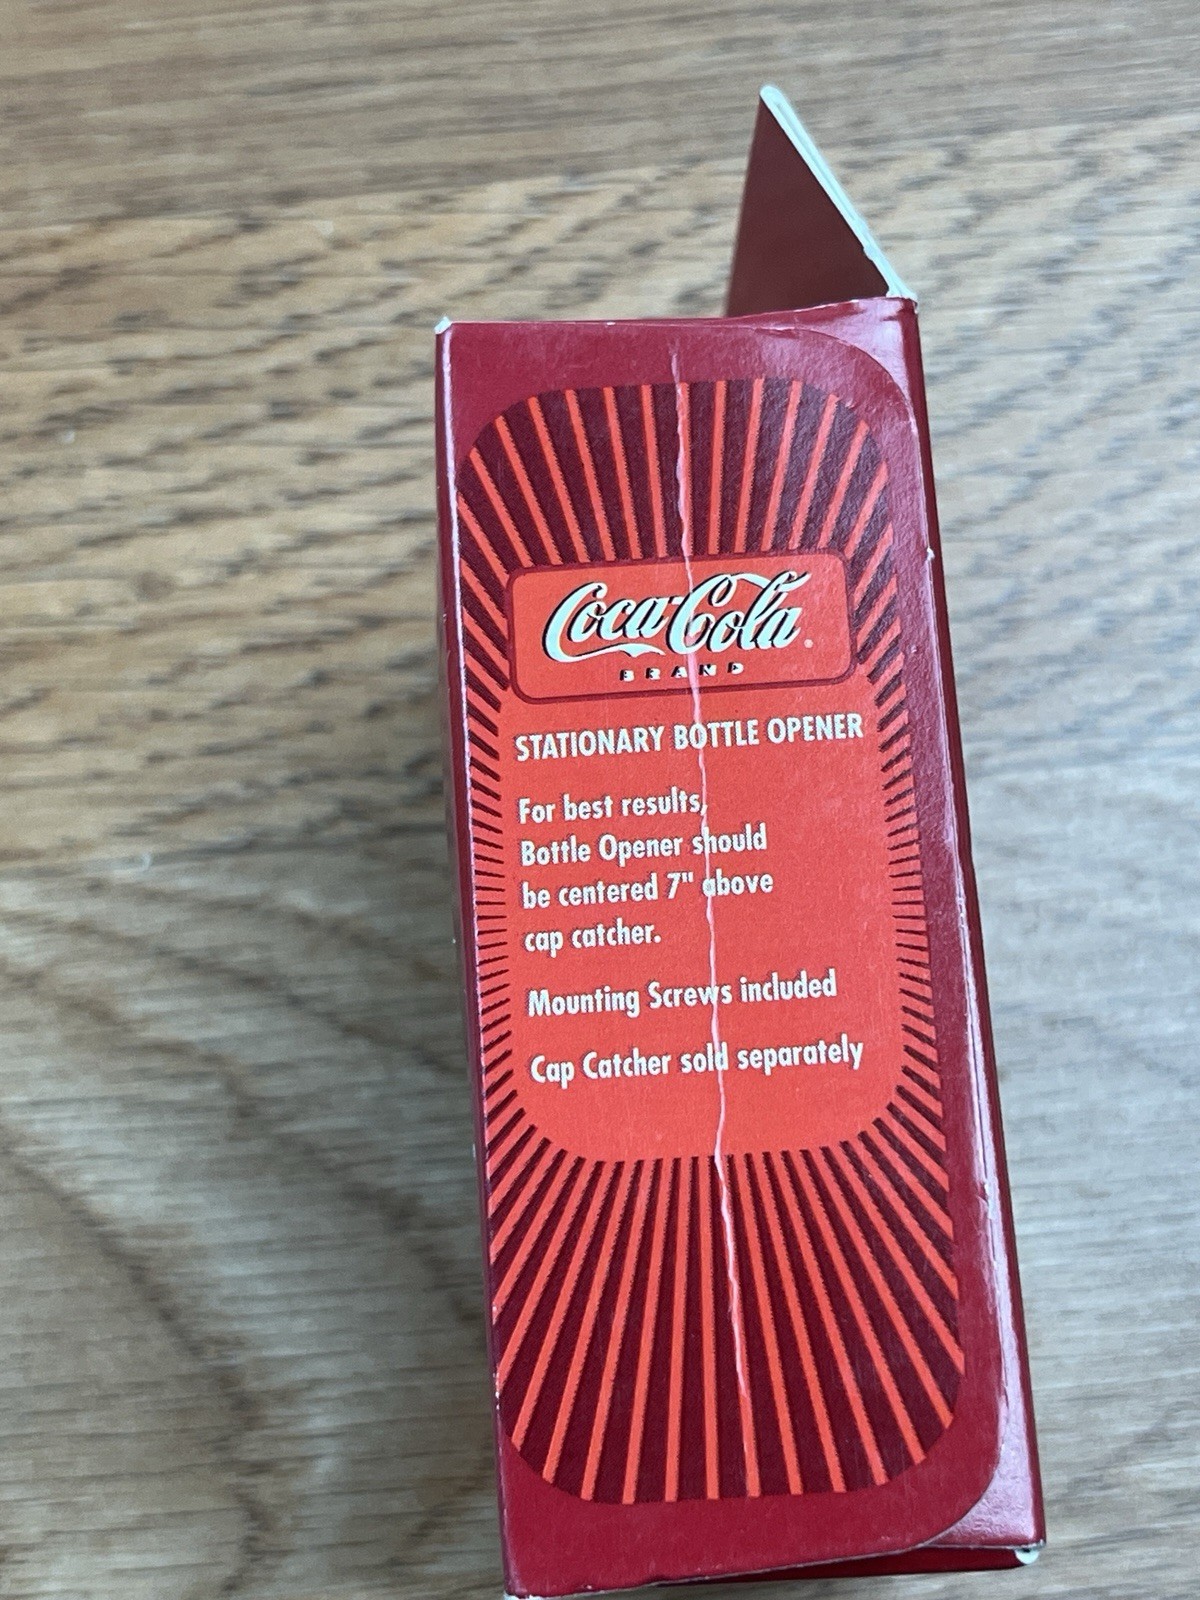 Coca-Cola®
BRAND
STATIONARY BOTTLE OPENER
For best results,
Bottle Opener should
be centered 7" above
cap catcher.
Mounting Screws included
Cap Catcher sold separately